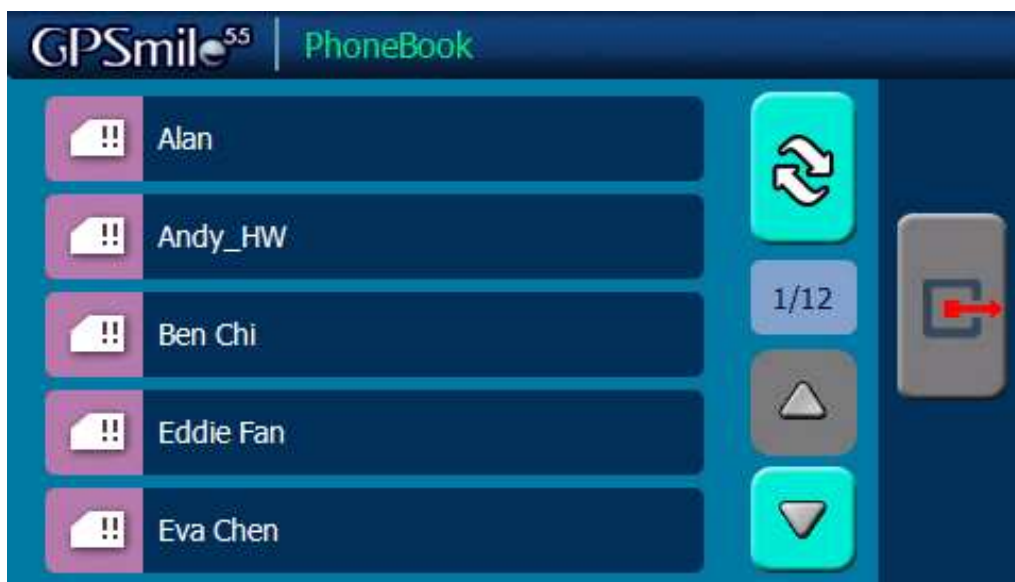 GPSmile55 PhoneBook
Alan
Andy_HW
Ben Chi
1/12
Eddie Fan
Eva Chen